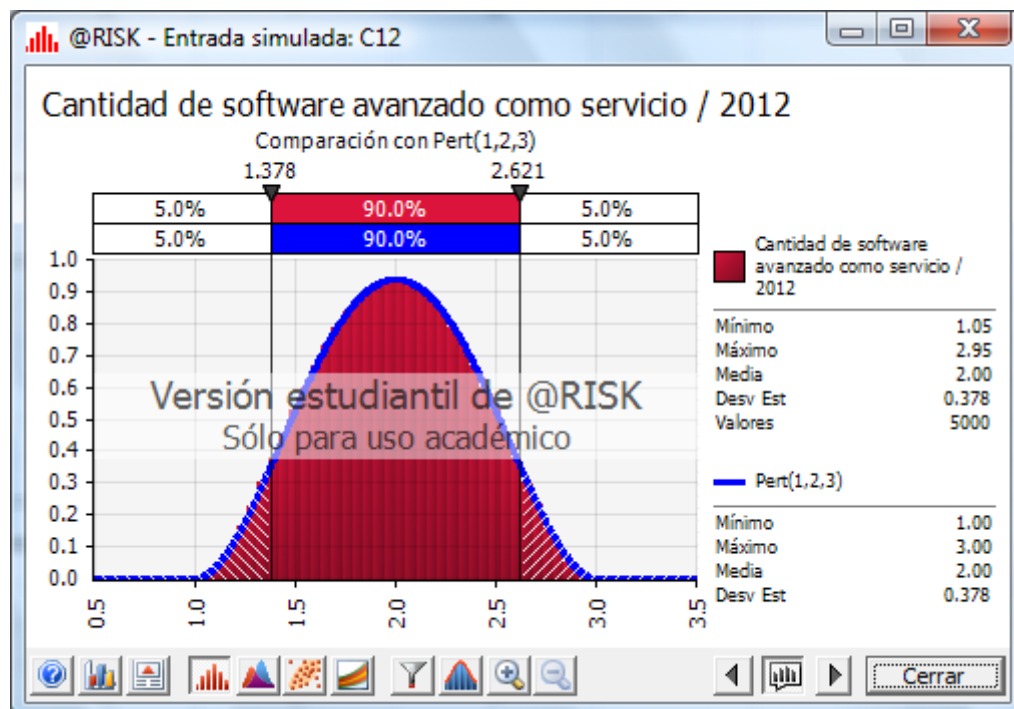 @RISK - Entrada simulada: C12
Cantidad de software avanzado como servicio / 2012
Comparación con Pert(1,2,3)
1.378 2.621
5.0% 90.0% 5.0%
5.0% 90.0% 5.0%
1.0
0.9
0.8
0.7
0.6
0.5
0.4
0.3
0.2
0.1
0.0
0.5 1.0 1.5 2.0 2.5 3.0 3.5
Versión estudiantil de @RISK
Sólo para uso académico
Cantidad de software
avanzado como servicio /
2012
Mínimo 1.05
Máximo 2.95
Media 2.00
Desv Est 0.378
Valores 5000
Pert(1,2,3)
Mínimo 1.00
Máximo 3.00
Media 2.00
Desv Est 0.378
Cerrar